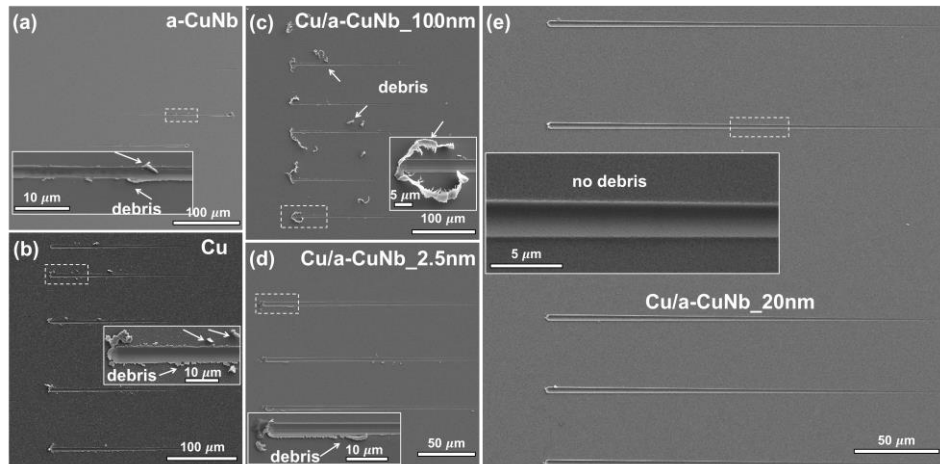 (a) a-CuNb
debris
10 μm
100 μm
(b) Cu
debris
10 μm
100 μm
(c) Cu/a-CuNb_100nm
debris
5
μm
100 μm
(d) Cu/a-CuNb_2.5nm
debris
10 μm
50 μm
(e)
no debris
5 μm
Cu/a-CuNb_20nm
50 μm